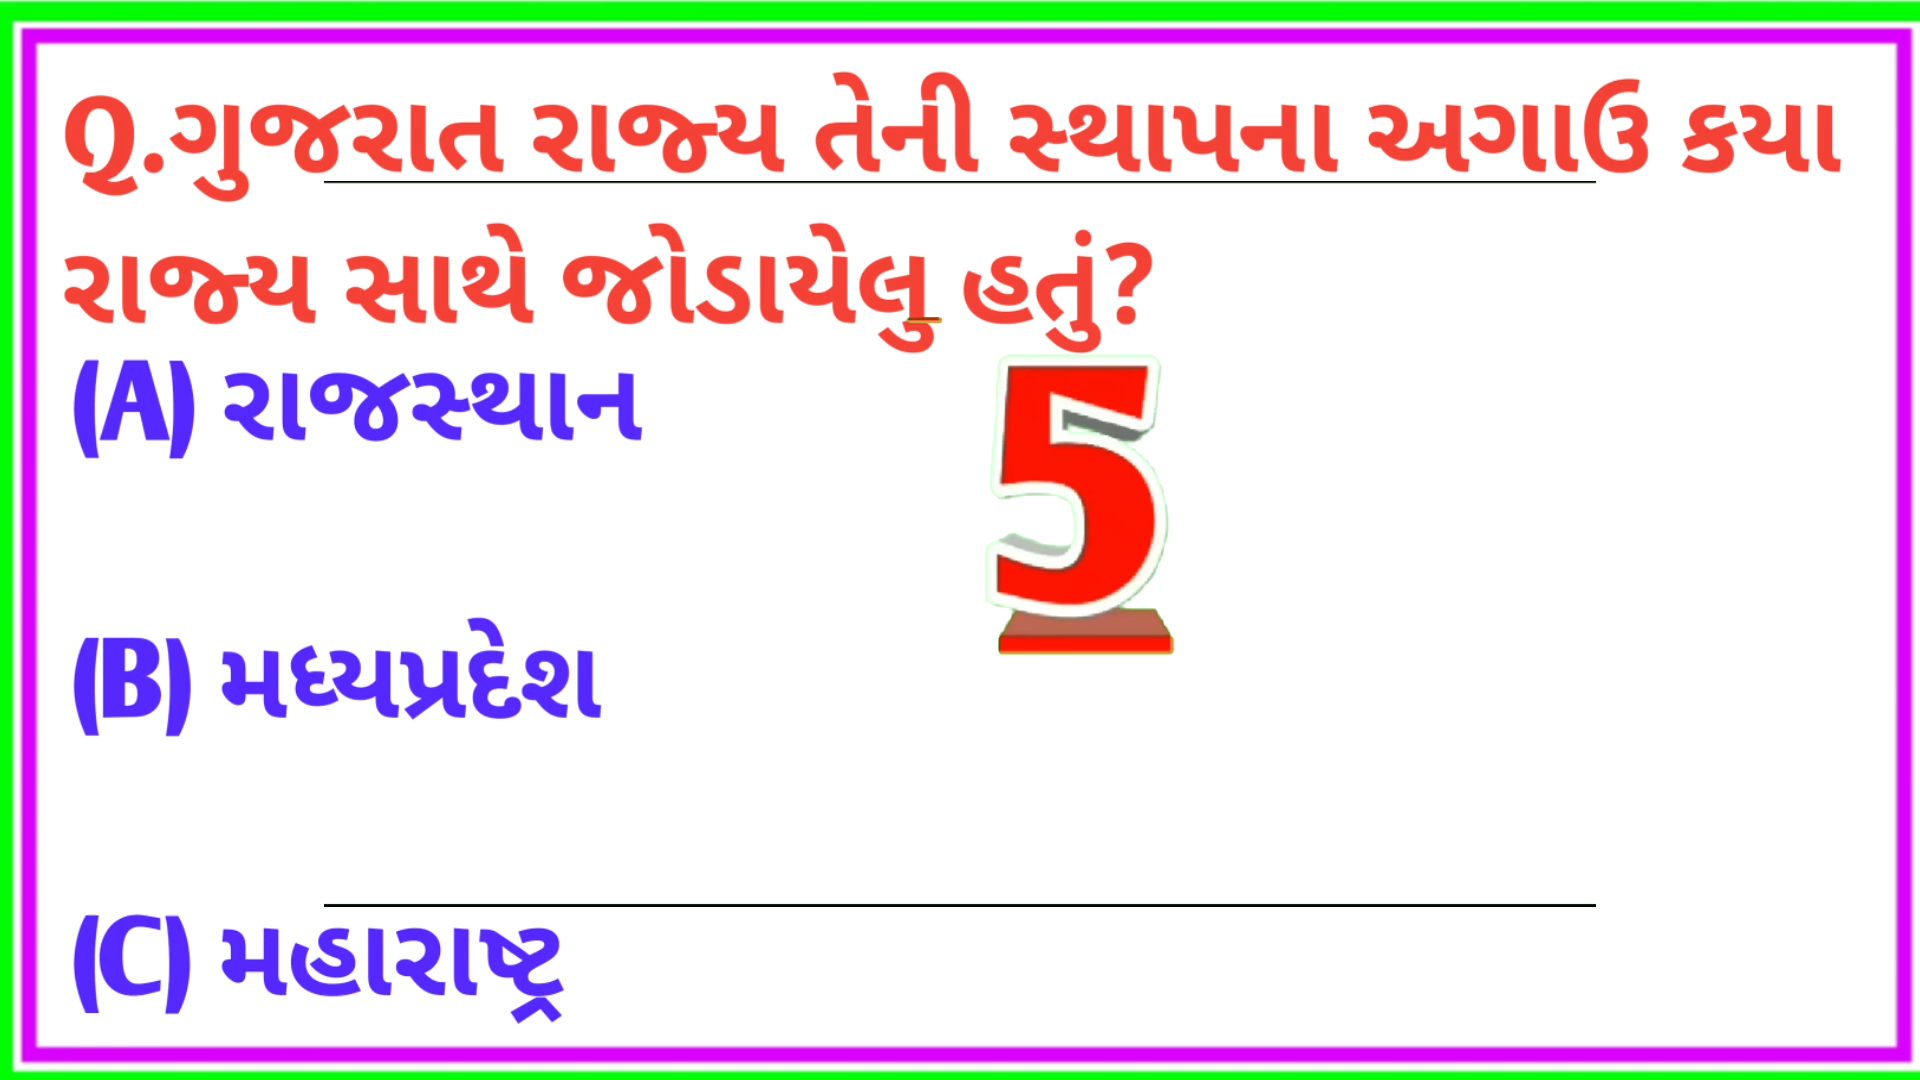 Q.ગુજરાત રાજ્ય તેની સ્થાપના અગાઉ કયા
રાજ્ય સાથે જોડાયેલુ હતું?
(A) રાજસ્થાન
5
(B) મધ્યપ્રદેશ
(C) મહારાષ્ટ્ર